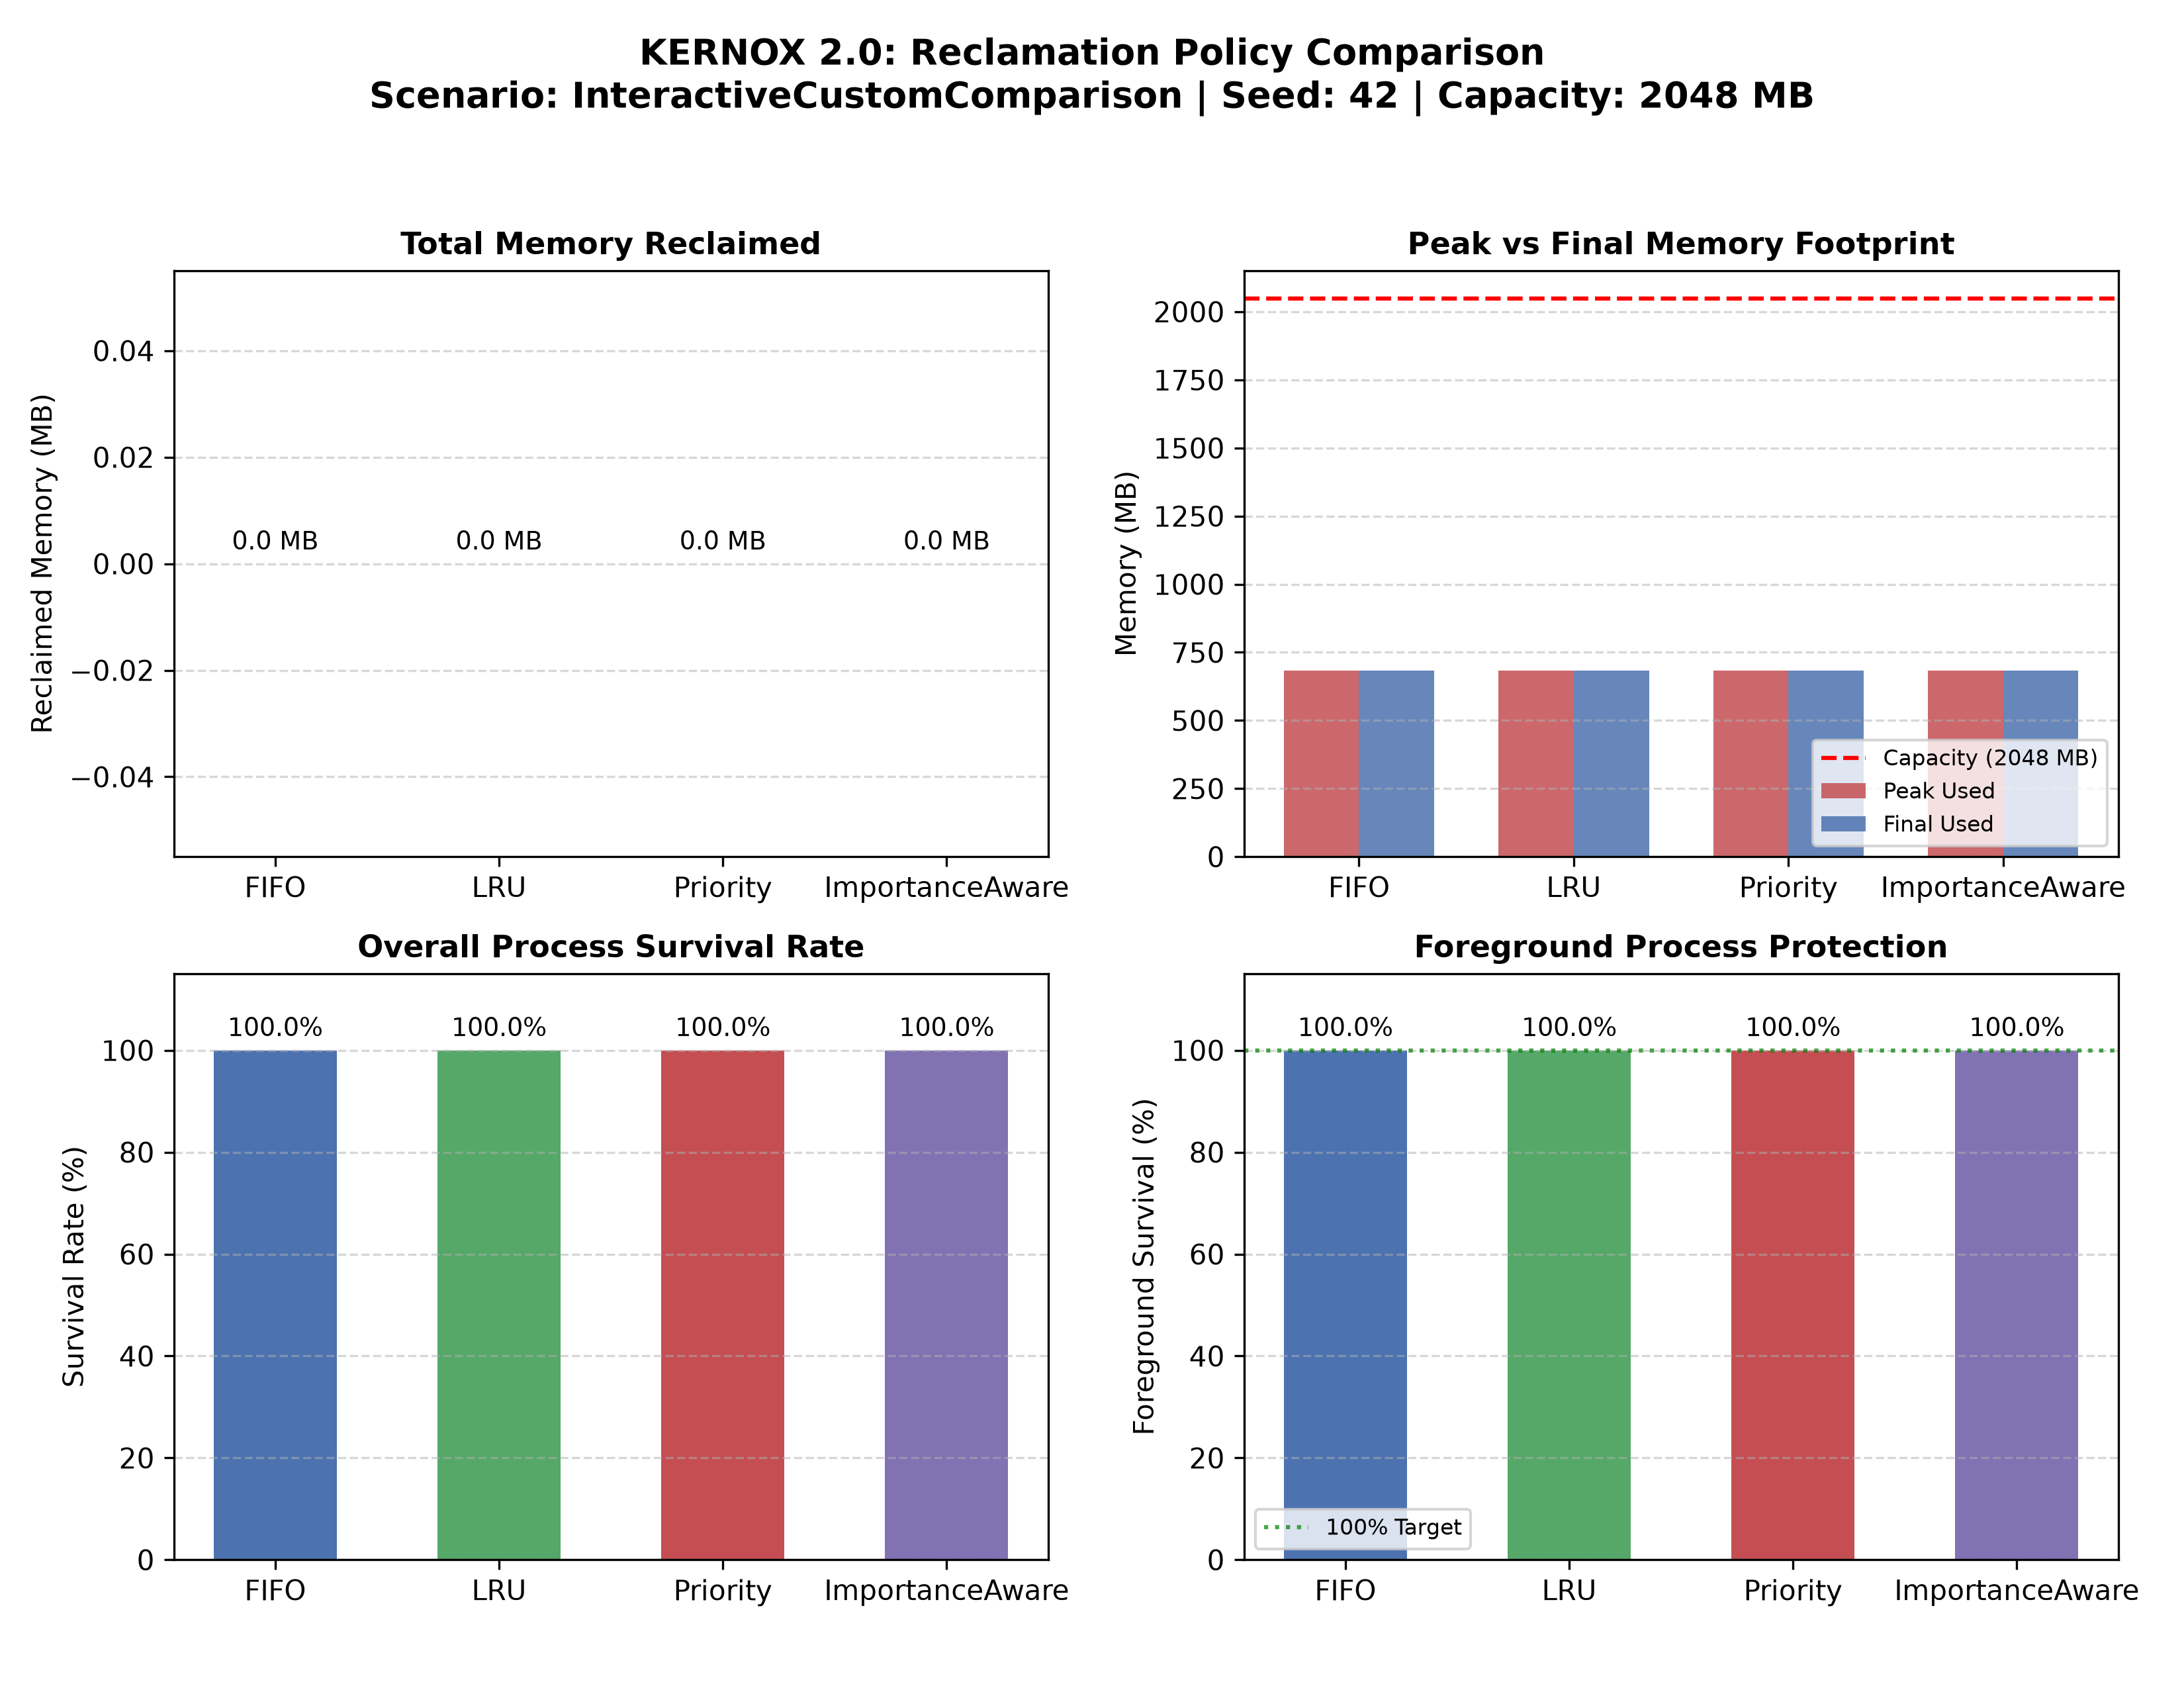 KERNOX 2.0: Reclamation Policy Comparison
Scenario: InteractiveCustomComparison | Seed: 42 | Capacity: 2048 MB
Total Memory Reclaimed
Reclaimed Memory (MB)
0.04
0.02
0.00
−0.02
−0.04
0.0 MB
0.0 MB
0.0 MB
0.0 MB
FIFO
LRU
Priority
ImportanceAware
Peak vs Final Memory Footprint
Memory (MB)
2000
1750
1500
1250
1000
750
500
250
0
Capacity (2048 MB)
Peak Used
Final Used
FIFO
LRU
Priority
ImportanceAware
Overall Process Survival Rate
Survival Rate (%)
100
80
60
40
20
0
100.0%
100.0%
100.0%
100.0%
FIFO
LRU
Priority
ImportanceAware
Foreground Process Protection
Foreground Survival (%)
100
80
60
40
20
0
100.0%
100.0%
100.0%
100.0%
100% Target
FIFO
LRU
Priority
ImportanceAware